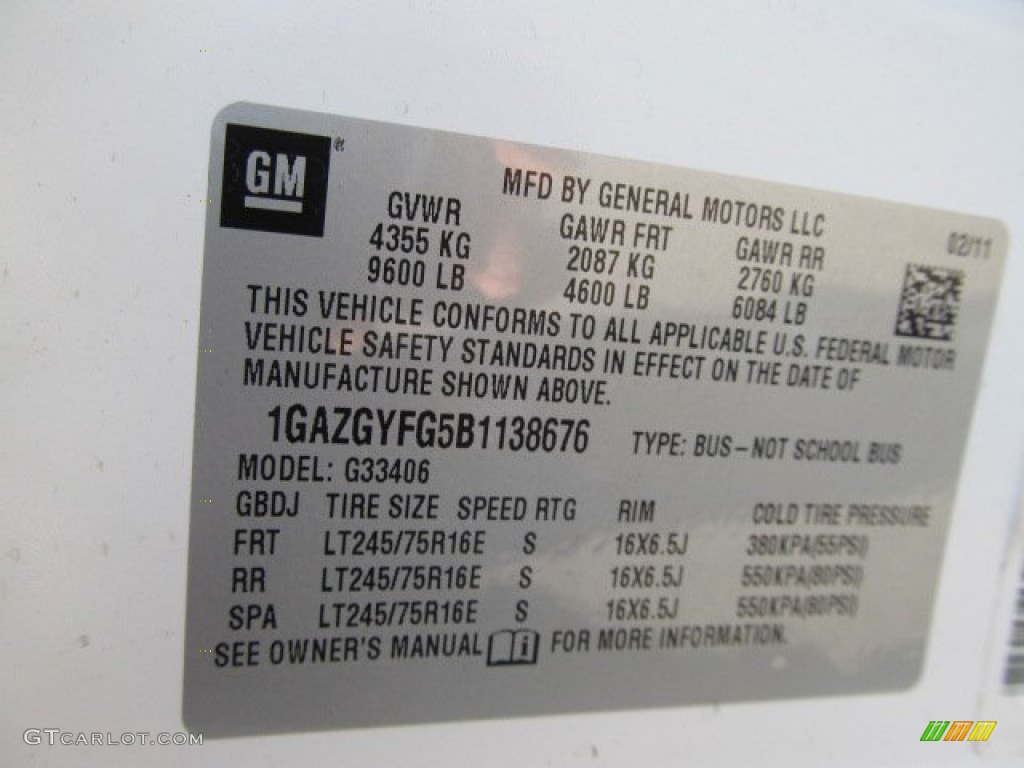 GM ®
MFD BY GENERAL MOTORS LLC
02/11
GVWR GAWR FRT GAWR RR
4355 KG 2087 KG 2760 KG
9600 LB 4600 LB 6084 LB
THIS VEHICLE CONFORMS TO ALL APPLICABLE U.S. FEDERAL MOTOR
VEHICLE SAFETY STANDARDS IN EFFECT ON THE DATE OF
MANUFACTURE SHOWN ABOVE.
1GAZGYFG5B1138676 TYPE: BUS – NOT SCHOOL BUS
MODEL: G33406
GBDJ TIRE SIZE SPEED RTG RIM COLD TIRE PRESSURE
FRT LT245/75R16E S 16X6.5J 380KPA(55PSI)
RR LT245/75R16E S 16X6.5J 550KPA(80PSI)
SPA LT245/75R16E S 16X6.5J 550KPA(80PSI)
SEE OWNER'S MANUAL i FOR MORE INFORMATION.
GTCARLOT.COM